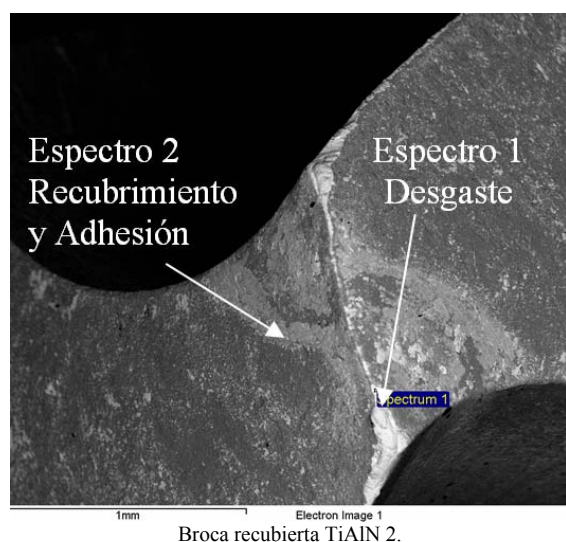 Espectro 2
Recubrimiento
y Adhesión
Espectro 1
Desgaste
Spectrum 1
1mm
Electron Image 1
Broca recubierta TiAlN 2.